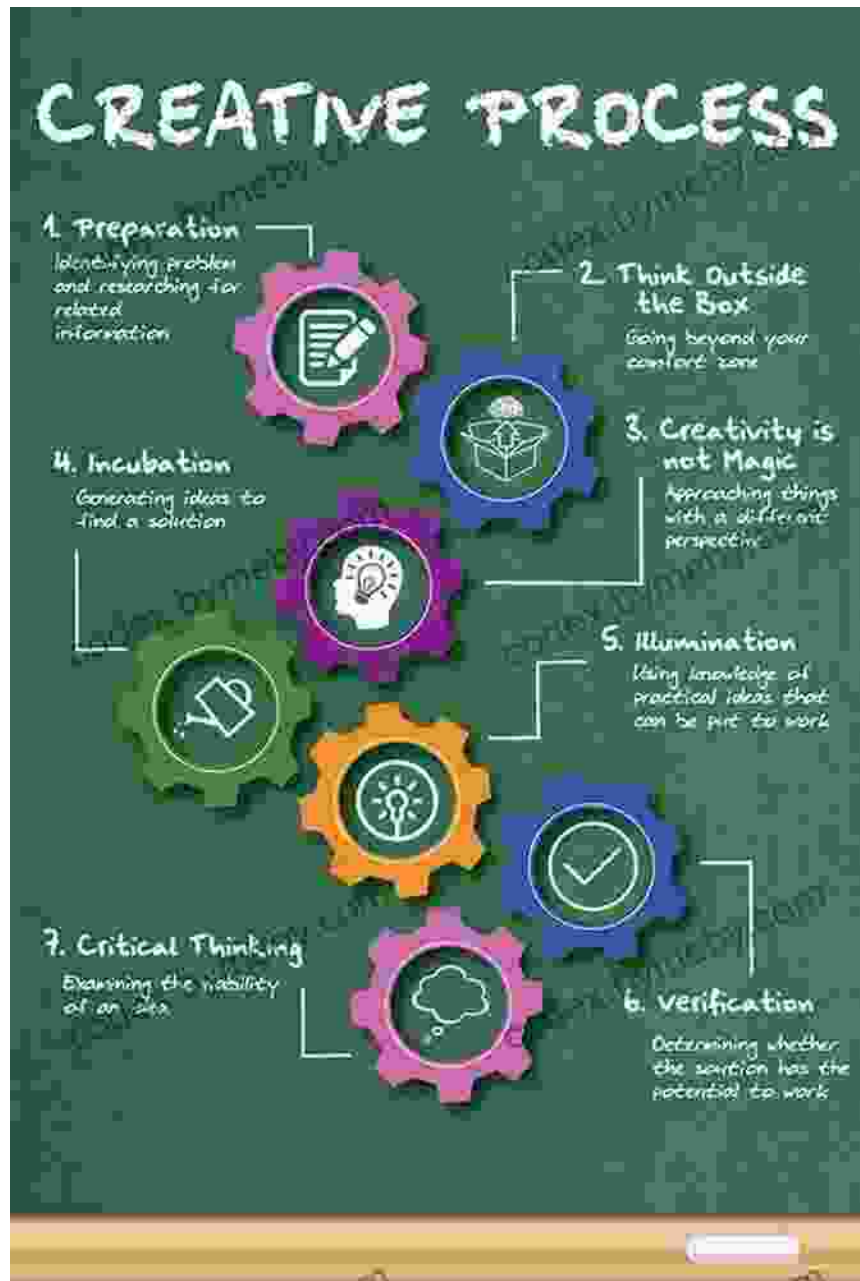 CREATIVE PROCESS
1. Preparation
Identifying problem
and researching for
related
information
2. Think Outside
the Box
Going beyond your
comfort zone
3. Creativity is
not Magic
Approaching things
with a different
perspective
4. Incubation
Generating ideas to
find a solution
5. Illumination
Using knowledge of
practical ideas that
can be put to work
6. Verification
Determining whether
the solution has the
potential to work
7. Critical Thinking
Examining the viability
of an idea